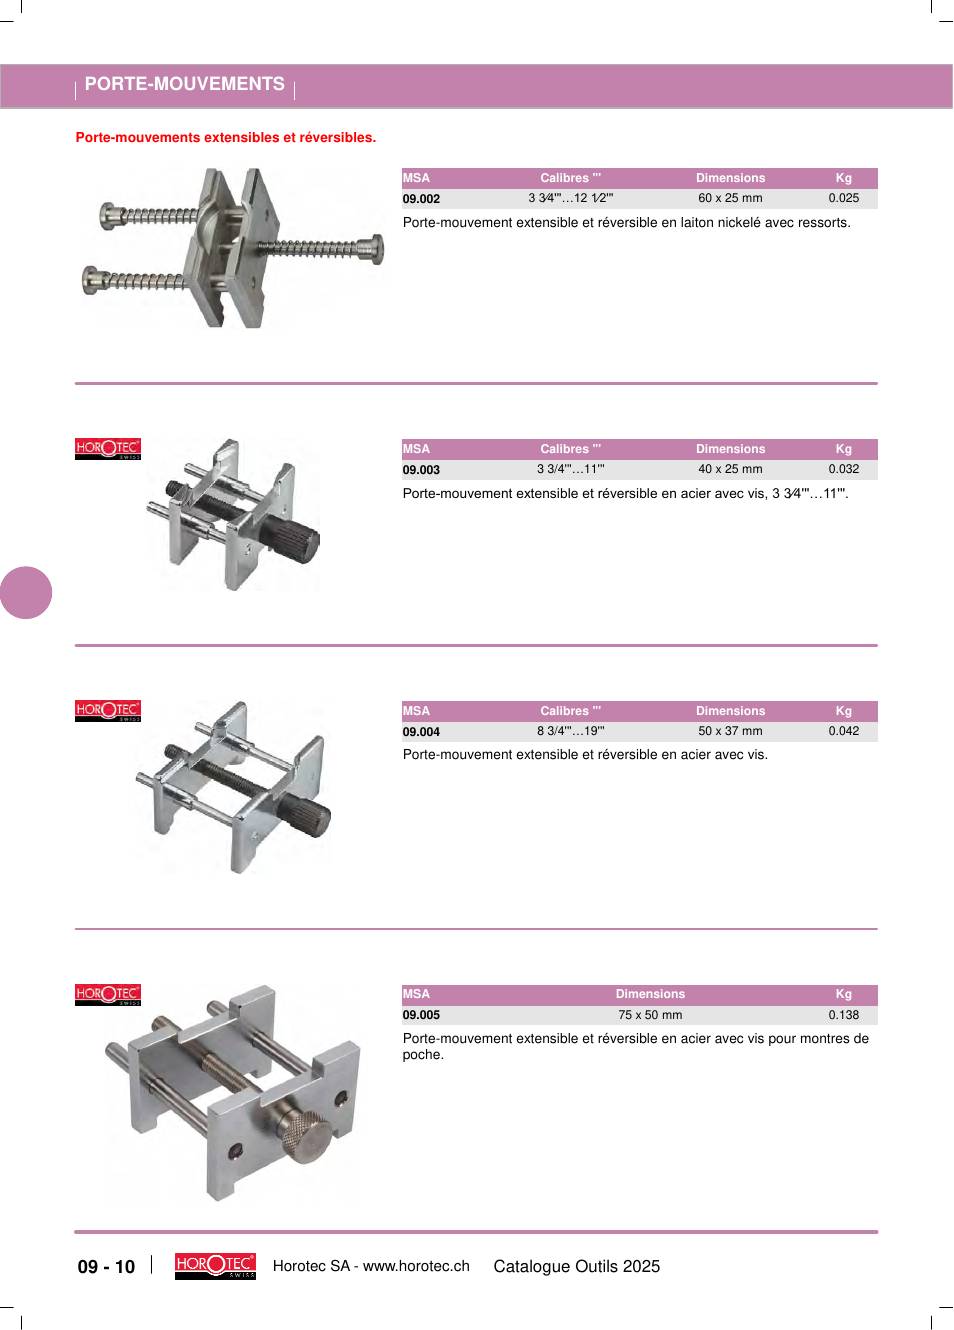 PORTE-MOUVEMENTS
Porte-mouvements extensibles et réversibles.
MSA Calibres ''' Dimensions Kg
09.002 3 3⁄4'''…12 1⁄2''' 60 x 25 mm 0.025
Porte-mouvement extensible et réversible en laiton nickelé avec ressorts.
HOROTEC®
SWISS
MSA Calibres ''' Dimensions Kg
09.003 3 3/4'''…11''' 40 x 25 mm 0.032
Porte-mouvement extensible et réversible en acier avec vis, 3 3⁄4'''…11'''.
HOROTEC®
SWISS
MSA Calibres ''' Dimensions Kg
09.004 8 3/4'''…19''' 50 x 37 mm 0.042
Porte-mouvement extensible et réversible en acier avec vis.
HOROTEC®
SWISS
MSA Dimensions Kg
09.005 75 x 50 mm 0.138
Porte-mouvement extensible et réversible en acier avec vis pour montres de
poche.
09 - 10 HOROTEC® SWISS Horotec SA - www.horotec.ch Catalogue Outils 2025